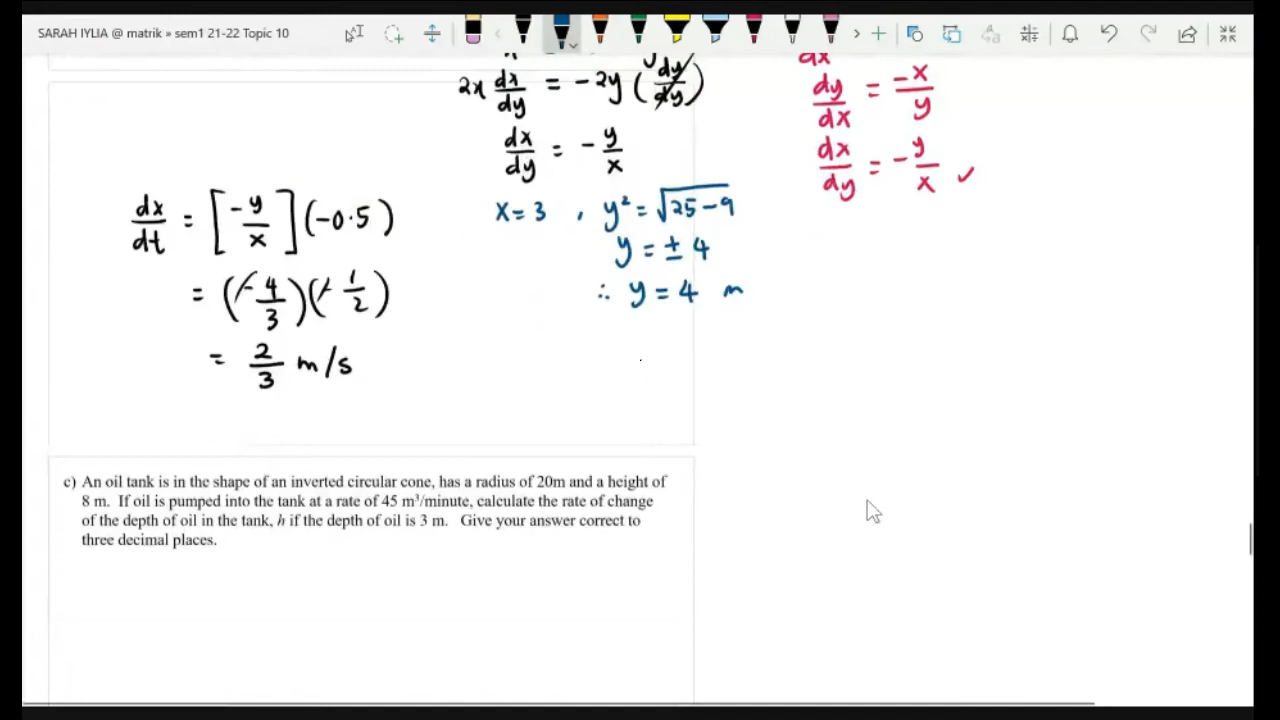 SARAH IYLIA @ matrik » sem1 21-22 Topic 10
2x dx/dy = -2y (dy/dy)
dx/dy = - y/x
dx
dy/dx = -x/y
dx/dy = - y/x ✓
dx/dt = [-y/x](-0.5)
= (-4/3)(-1/2)
= 2/3 m/s
x = 3 , y² = √25-9
y = ± 4
∴ y = 4 m
c) An oil tank is in the shape of an inverted circular cone, has a radius of 20m and a height of
8 m. If oil is pumped into the tank at a rate of 45 m³/minute, calculate the rate of change
of the depth of oil in the tank, h if the depth of oil is 3 m. Give your answer correct to
three decimal places.